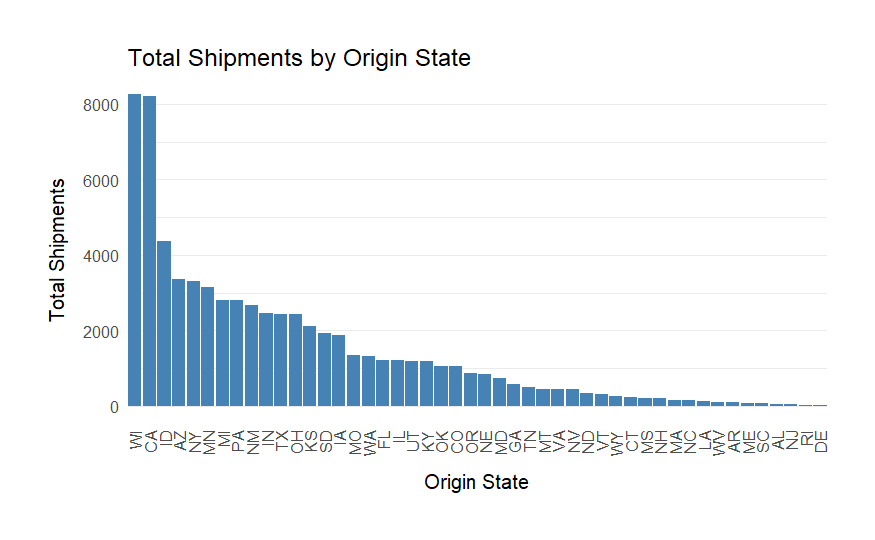 Total Shipments by Origin State
Total Shipments
8000
6000
4000
2000
0
WI
CA
ID
AZ
NY
MN
MI
PA
NM
IN
TX
OH
KS
SD
IA
MO
WA
FL
IL
UT
KY
OK
CO
OR
NE
MD
GA
TN
MT
VA
NV
ND
VT
WY
CT
MS
NH
MA
NC
LA
WV
AR
ME
SC
AL
NJ
RI
DE
Origin State